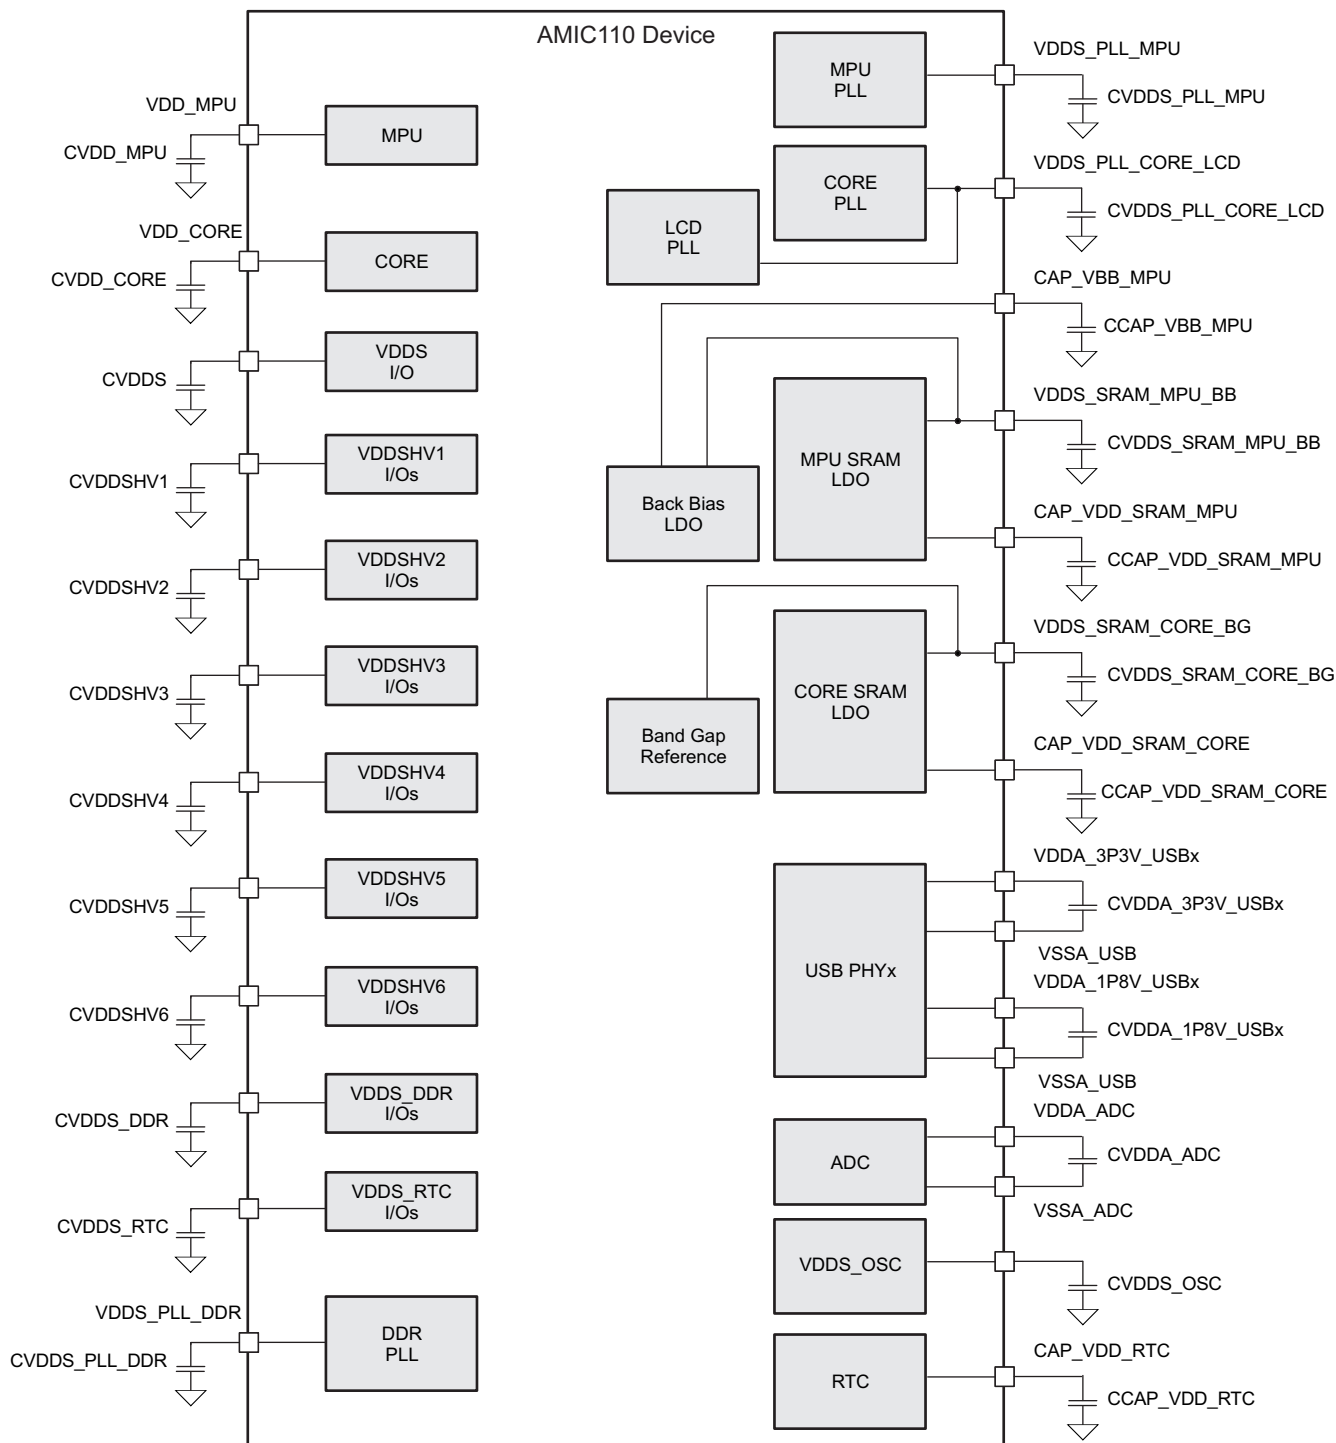 AMIC110 Device
VDD_MPU
CVDD_MPU
MPU
VDD_CORE
CVDD_CORE
CORE
CVDDS
VDDS
I/O
CVDDSHV1
VDDSHV1
I/Os
CVDDSHV2
VDDSHV2
I/Os
CVDDSHV3
VDDSHV3
I/Os
CVDDSHV4
VDDSHV4
I/Os
CVDDSHV5
VDDSHV5
I/Os
CVDDSHV6
VDDSHV6
I/Os
CVDDS_DDR
VDDS_DDR
I/Os
CVDDS_RTC
VDDS_RTC
I/Os
VDDS_PLL_DDR
CVDDS_PLL_DDR
DDR
PLL
MPU
PLL
VDDS_PLL_MPU
CVDDS_PLL_MPU
CORE
PLL
LCD
PLL
VDDS_PLL_CORE_LCD
CVDDS_PLL_CORE_LCD
CAP_VBB_MPU
CCAP_VBB_MPU
MPU SRAM
LDO
Back Bias
LDO
VDDS_SRAM_MPU_BB
CVDDS_SRAM_MPU_BB
CAP_VDD_SRAM_MPU
CCAP_VDD_SRAM_MPU
CORE SRAM
LDO
Band Gap
Reference
VDDS_SRAM_CORE_BG
CVDDS_SRAM_CORE_BG
CAP_VDD_SRAM_CORE
CCAP_VDD_SRAM_CORE
USB PHYx
VDDA_3P3V_USBx
CVDDA_3P3V_USBx
VSSA_USB
VDDA_1P8V_USBx
CVDDA_1P8V_USBx
VSSA_USB
ADC
VDDA_ADC
CVDDA_ADC
VSSA_ADC
VDDS_OSC
CVDDS_OSC
RTC
CAP_VDD_RTC
CCAP_VDD_RTC